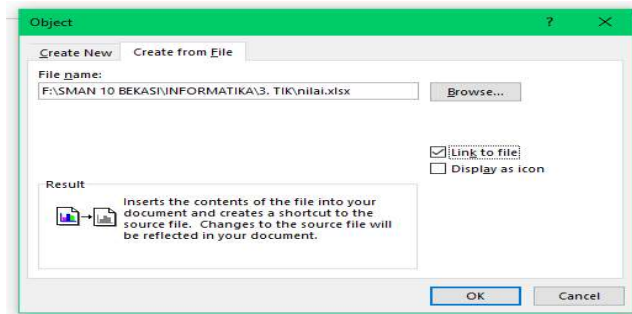 Object
? ×
Create New Create from File
File name:
F:\SMAN 10 BEKASI\INFORMATIKA\3. TIK\nilai.xlsx
Browse...
Link to file
Display as icon
Result
Inserts the contents of the file into your
document and creates a shortcut to the
source file. Changes to the source file will
be reflected in your document.
OK Cancel